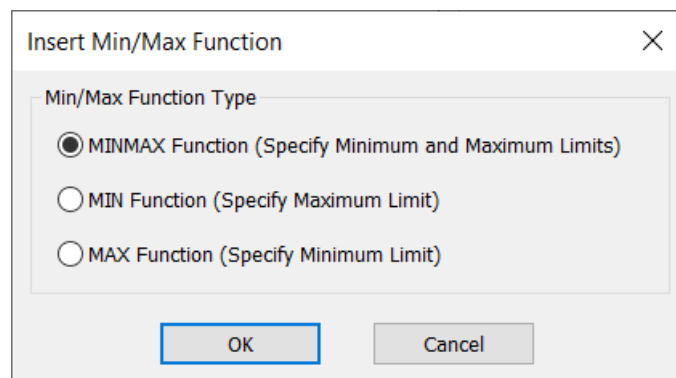 Insert Min/Max Function
Min/Max Function Type
MINMAX Function (Specify Minimum and Maximum Limits)
MIN Function (Specify Maximum Limit)
MAX Function (Specify Minimum Limit)
OK Cancel